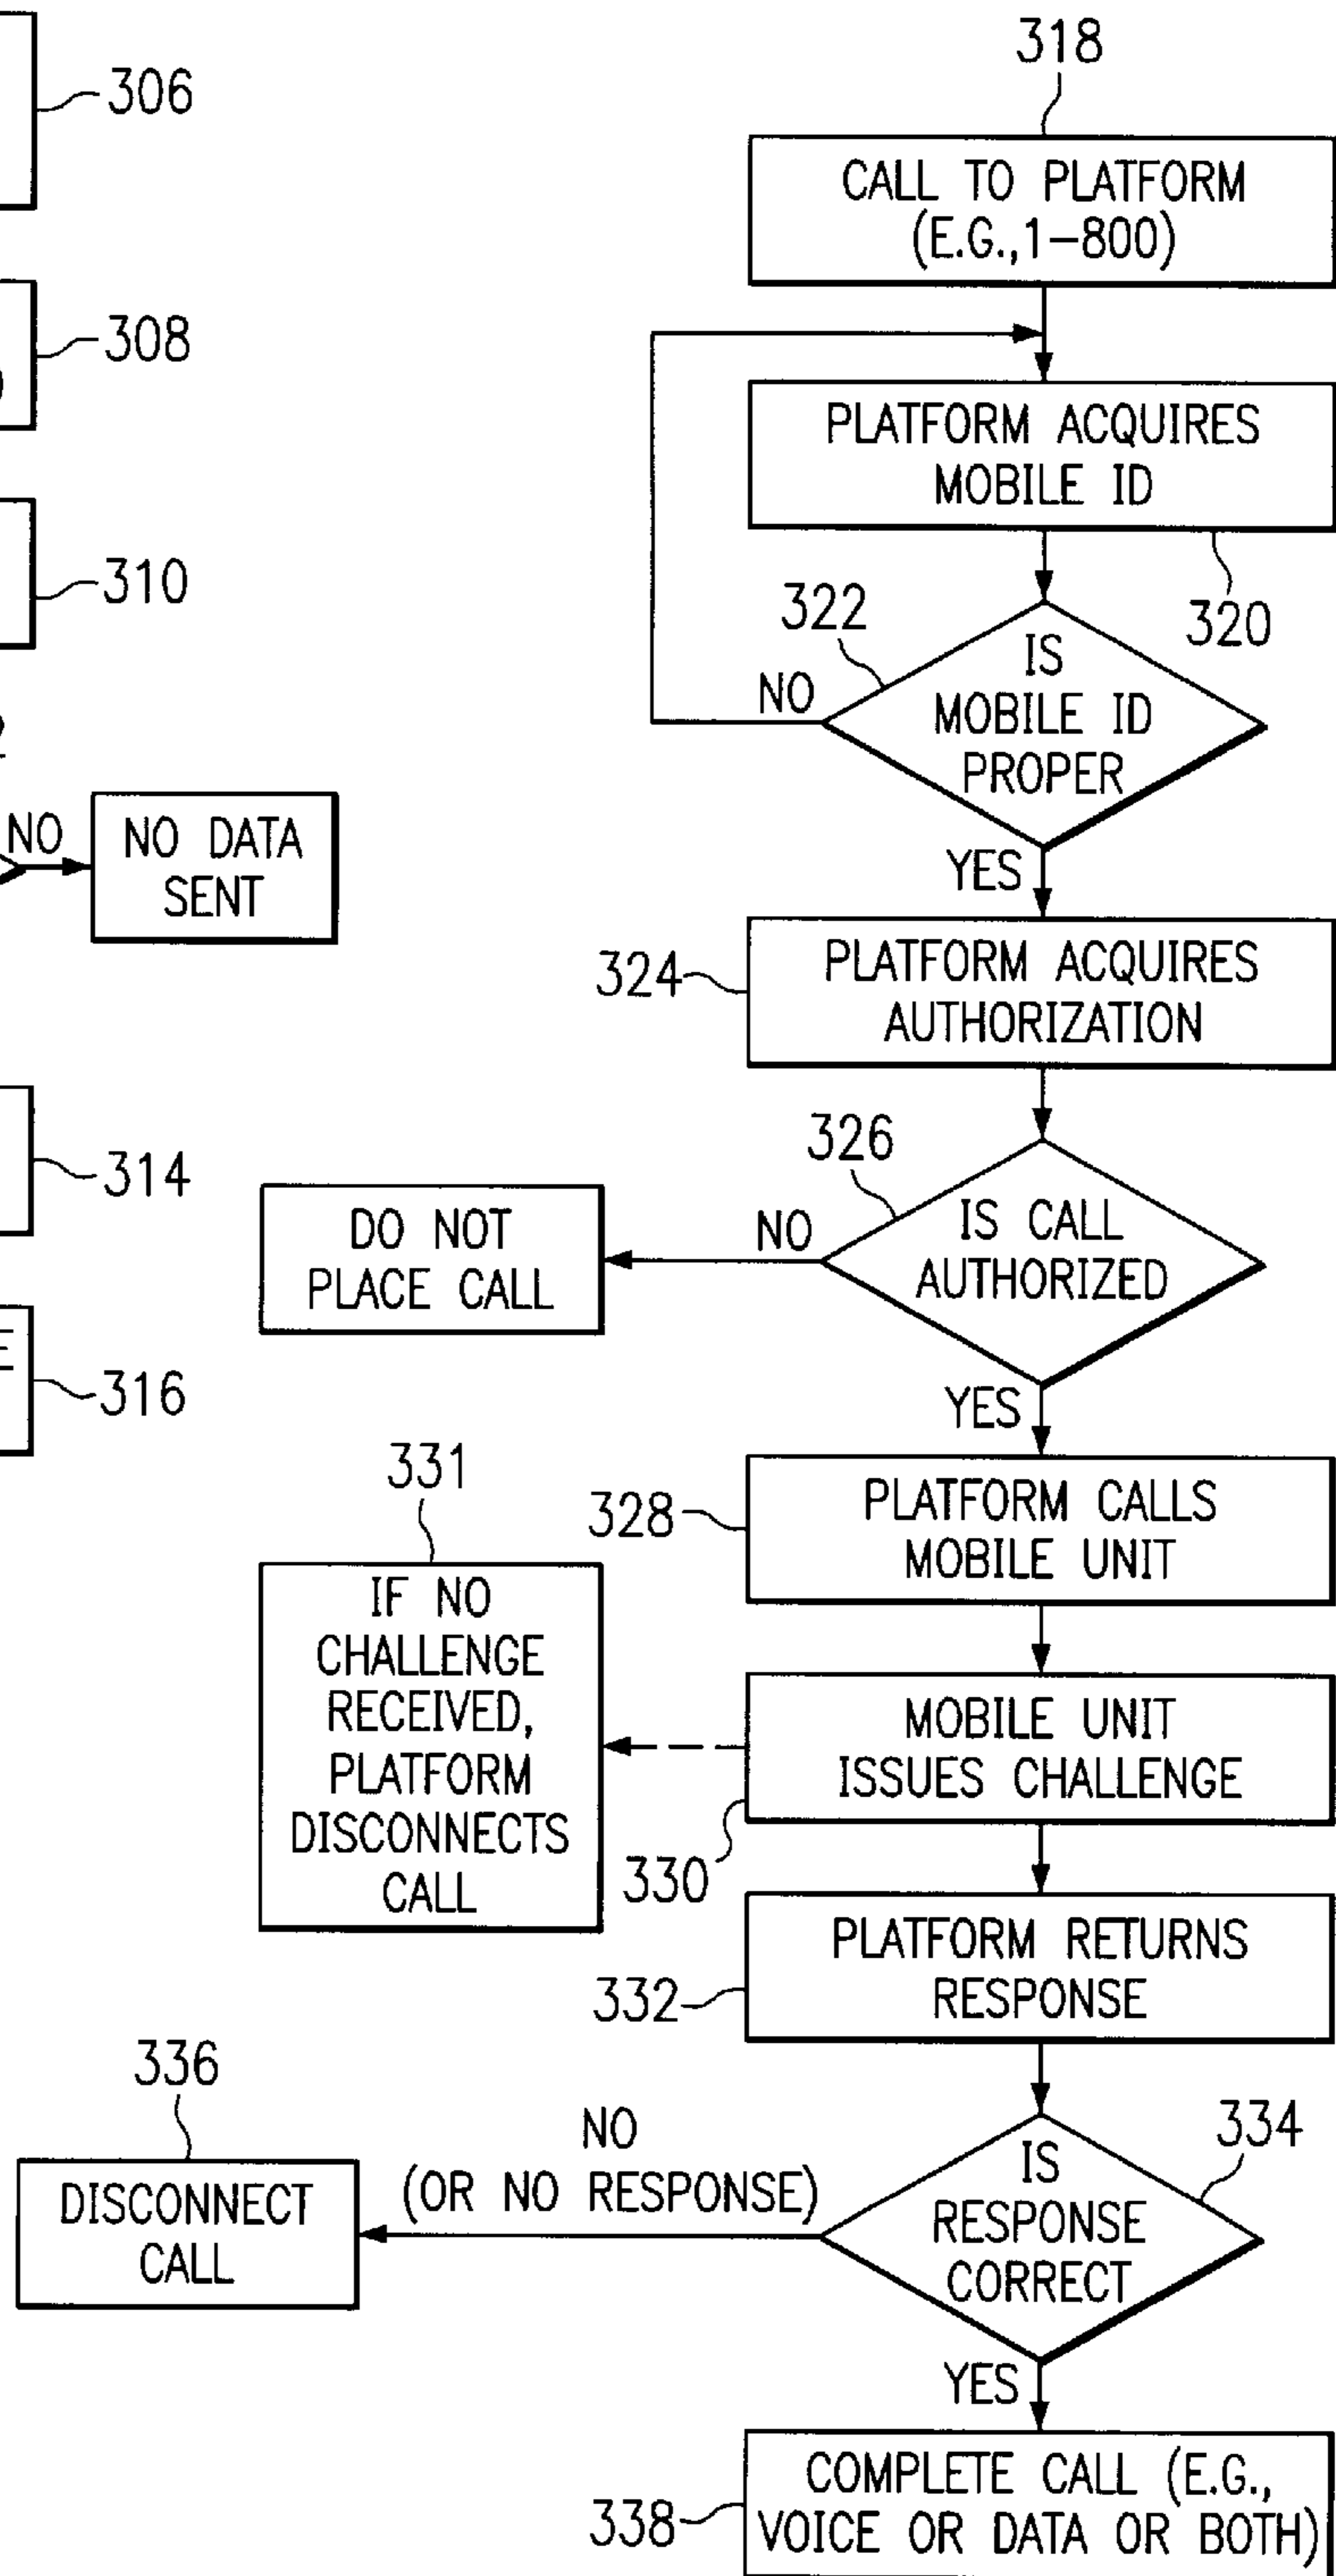 306
308
)
310
2
NO
NO DATA
SENT
314
E
316
318
CALL TO PLATFORM
(E.G.,1-800)
PLATFORM ACQUIRES
MOBILE ID
320
322
IS
MOBILE ID
PROPER
NO
YES
324
PLATFORM ACQUIRES
AUTHORIZATION
326
IS CALL
AUTHORIZED
NO
DO NOT
PLACE CALL
YES
328
PLATFORM CALLS
MOBILE UNIT
330
MOBILE UNIT
ISSUES CHALLENGE
331
IF NO
CHALLENGE
RECEIVED,
PLATFORM
DISCONNECTS
CALL
332
PLATFORM RETURNS
RESPONSE
334
IS
RESPONSE
CORRECT
NO
(OR NO RESPONSE)
336
DISCONNECT
CALL
YES
338
COMPLETE CALL (E.G.,
VOICE OR DATA OR BOTH)